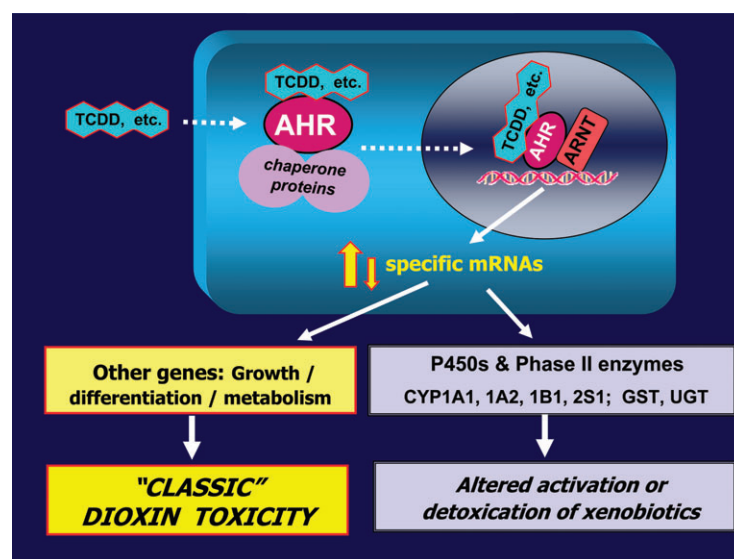 TCDD, etc.
TCDD, etc.
AHR
chaperone
proteins
TCDD, etc.
AHR
ARNT
specific mRNAs
Other genes: Growth /
differentiation / metabolism
P450s & Phase II enzymes
CYP1A1, 1A2, 1B1, 2S1; GST, UGT
"CLASSIC"
DIOXIN TOXICITY
Altered activation or
detoxication of xenobiotics